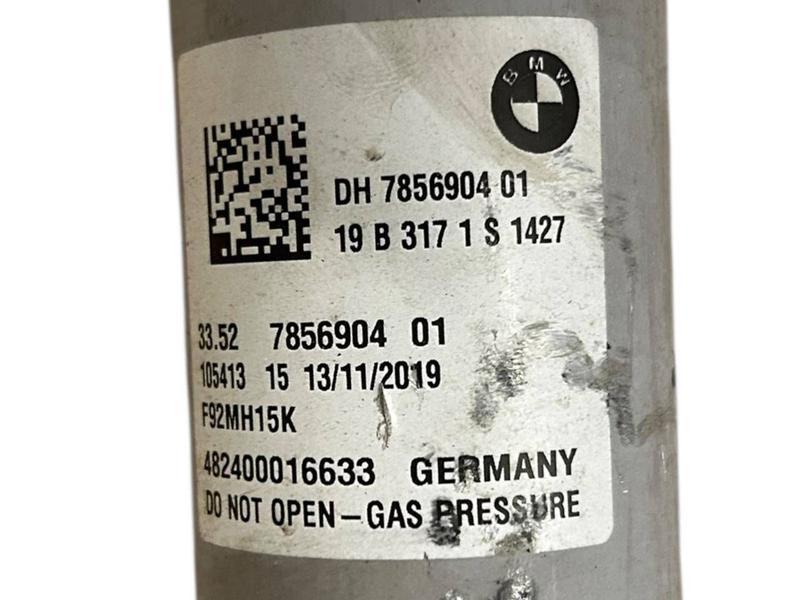 BMW
DH 7856904 01
19 B 317 1 S 1427
33.52 7856904 01
105413 15 13/11/2019
F92MH15K
482400016633 GERMANY
DO NOT OPEN – GAS PRESSURE